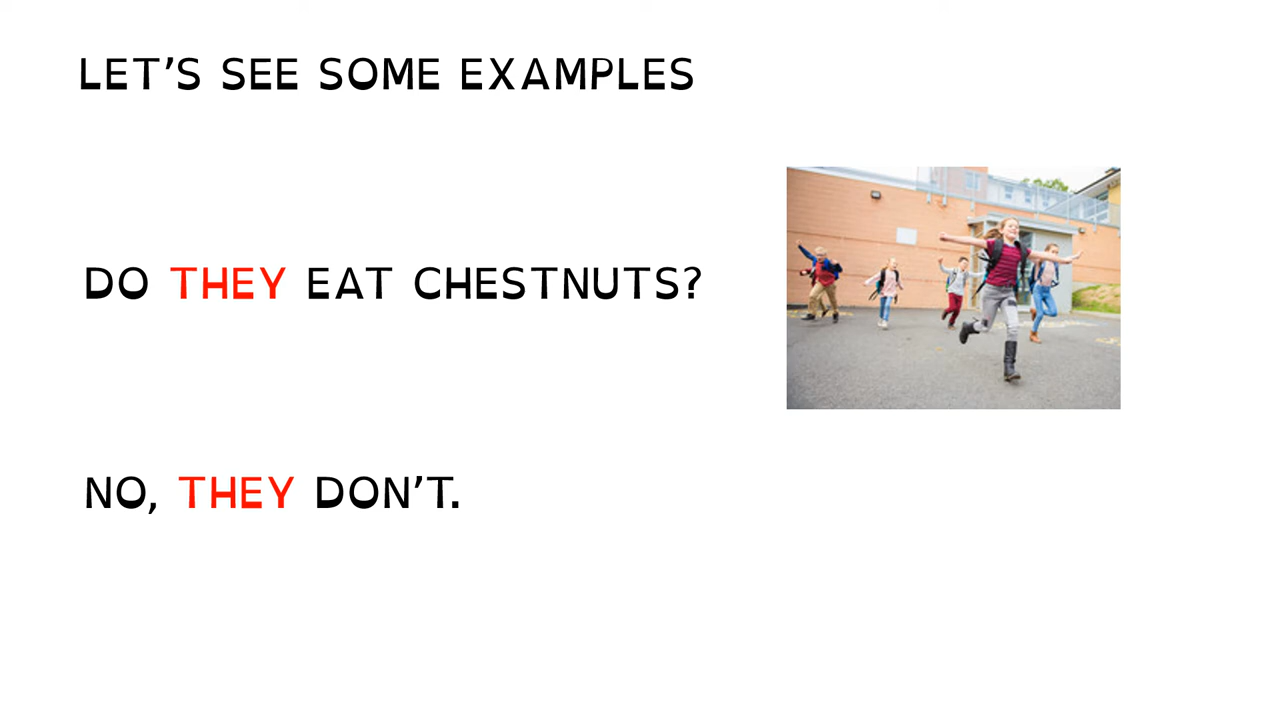 LET’S SEE SOME EXAMPLES
DO THEY EAT CHESTNUTS?
NO, THEY DON’T.